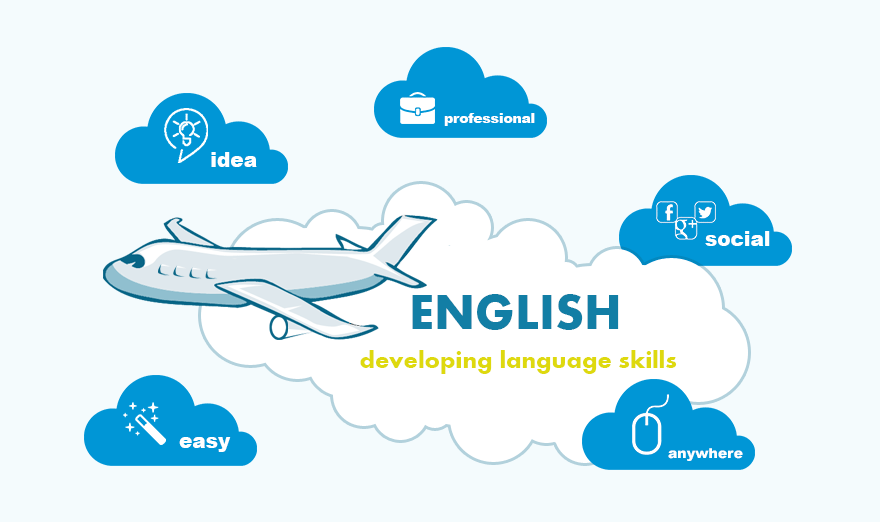 professional
idea
social
ENGLISH
developing language skills
easy
anywhere